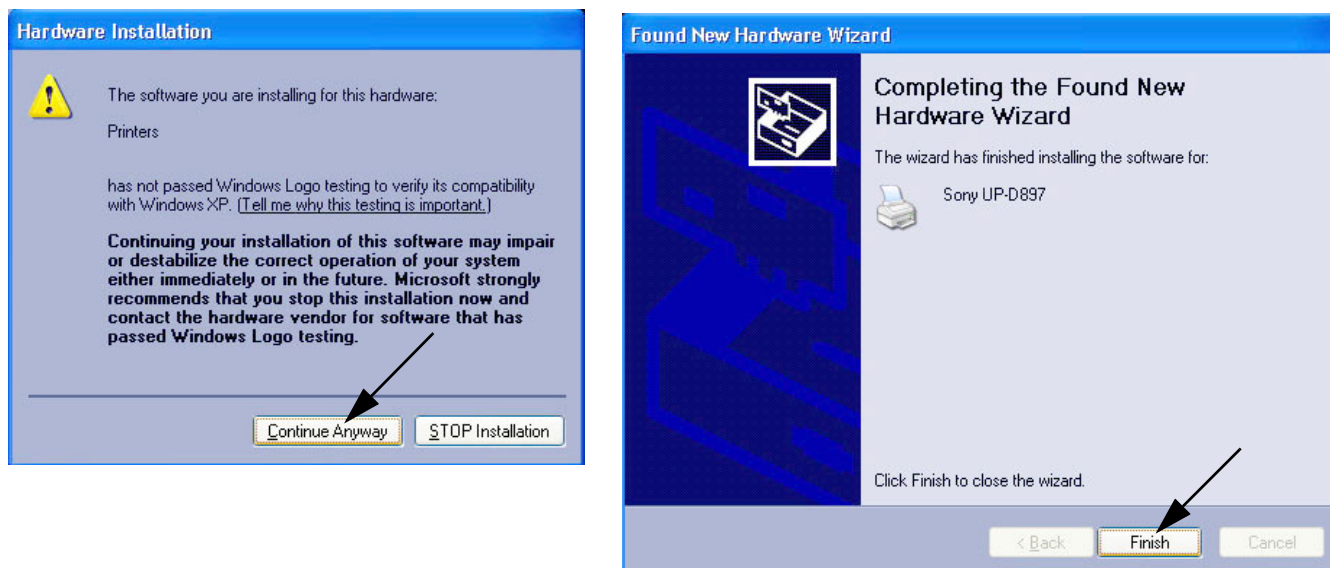 Hardware Installation
The software you are installing for this hardware:
Printers
has not passed Windows Logo testing to verify its compatibility
with Windows XP. (Tell me why this testing is important.)
Continuing your installation of this software may impair
or destabilize the correct operation of your system
either immediately or in the future. Microsoft strongly
recommends that you stop this installation now and
contact the hardware vendor for software that has
passed Windows Logo testing.
Continue Anyway
STOP Installation
Found New Hardware Wizard
Completing the Found New
Hardware Wizard
The wizard has finished installing the software for:
Sony UP-D897
Click Finish to close the wizard.
< Back
Finish
Cancel